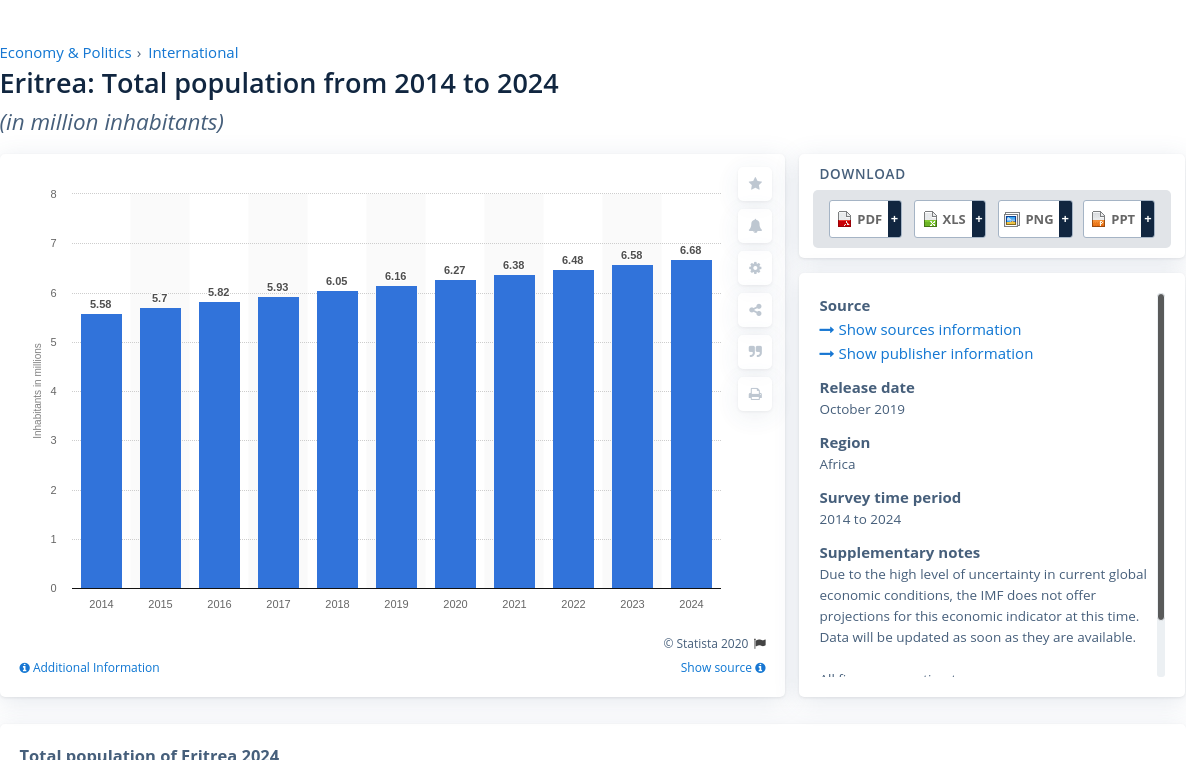 Economy & Politics › International
Eritrea: Total population from 2014 to 2024
(in million inhabitants)
8
7
6
5
4
3
2
1
0
Inhabitants in millions
5.58
5.7
5.82
5.93
6.05
6.16
6.27
6.38
6.48
6.58
6.68
2014
2015
2016
2017
2018
2019
2020
2021
2022
2023
2024
© Statista 2020
Additional Information
Show source
DOWNLOAD
PDF +
XLS +
PNG +
PPT +
Source
Show sources information
Show publisher information
Release date
October 2019
Region
Africa
Survey time period
2014 to 2024
Supplementary notes
Due to the high level of uncertainty in current global
economic conditions, the IMF does not offer
projections for this economic indicator at this time.
Data will be updated as soon as they are available.
Total population of Eritrea 2024